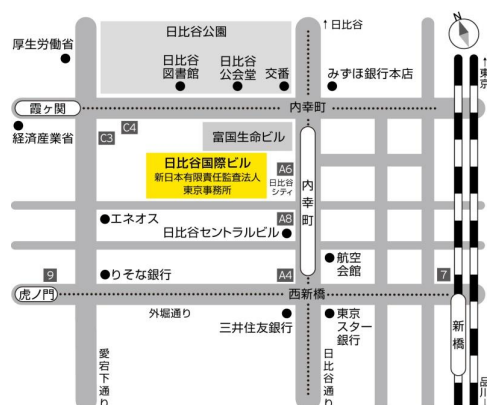 ↑日比谷
N
日比谷公園
厚生労働省
日比谷
図書館
日比谷
公会堂
交番
みずほ銀行本店
↑東京
霞ヶ関
内幸町
経済産業省
C3
C4
富国生命ビル
日比谷国際ビル
新日本有限責任監査法人
東京事務所
A6
日比谷
シティ
内幸町
エネオス
A8
日比谷セントラルビル
航空
会館
9
りそな銀行
A4
7
虎ノ門
西新橋
外堀通り
三井住友銀行
東京
スター
銀行
新橋
愛宕下通り
日比谷通り
品川